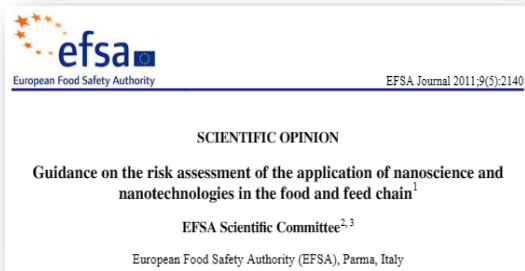 efsa
European Food Safety Authority
EFSA Journal 2011;9(5):2140
SCIENTIFIC OPINION
Guidance on the risk assessment of the application of nanoscience and
nanotechnologies in the food and feed chain1
EFSA Scientific Committee2, 3
European Food Safety Authority (EFSA), Parma, Italy